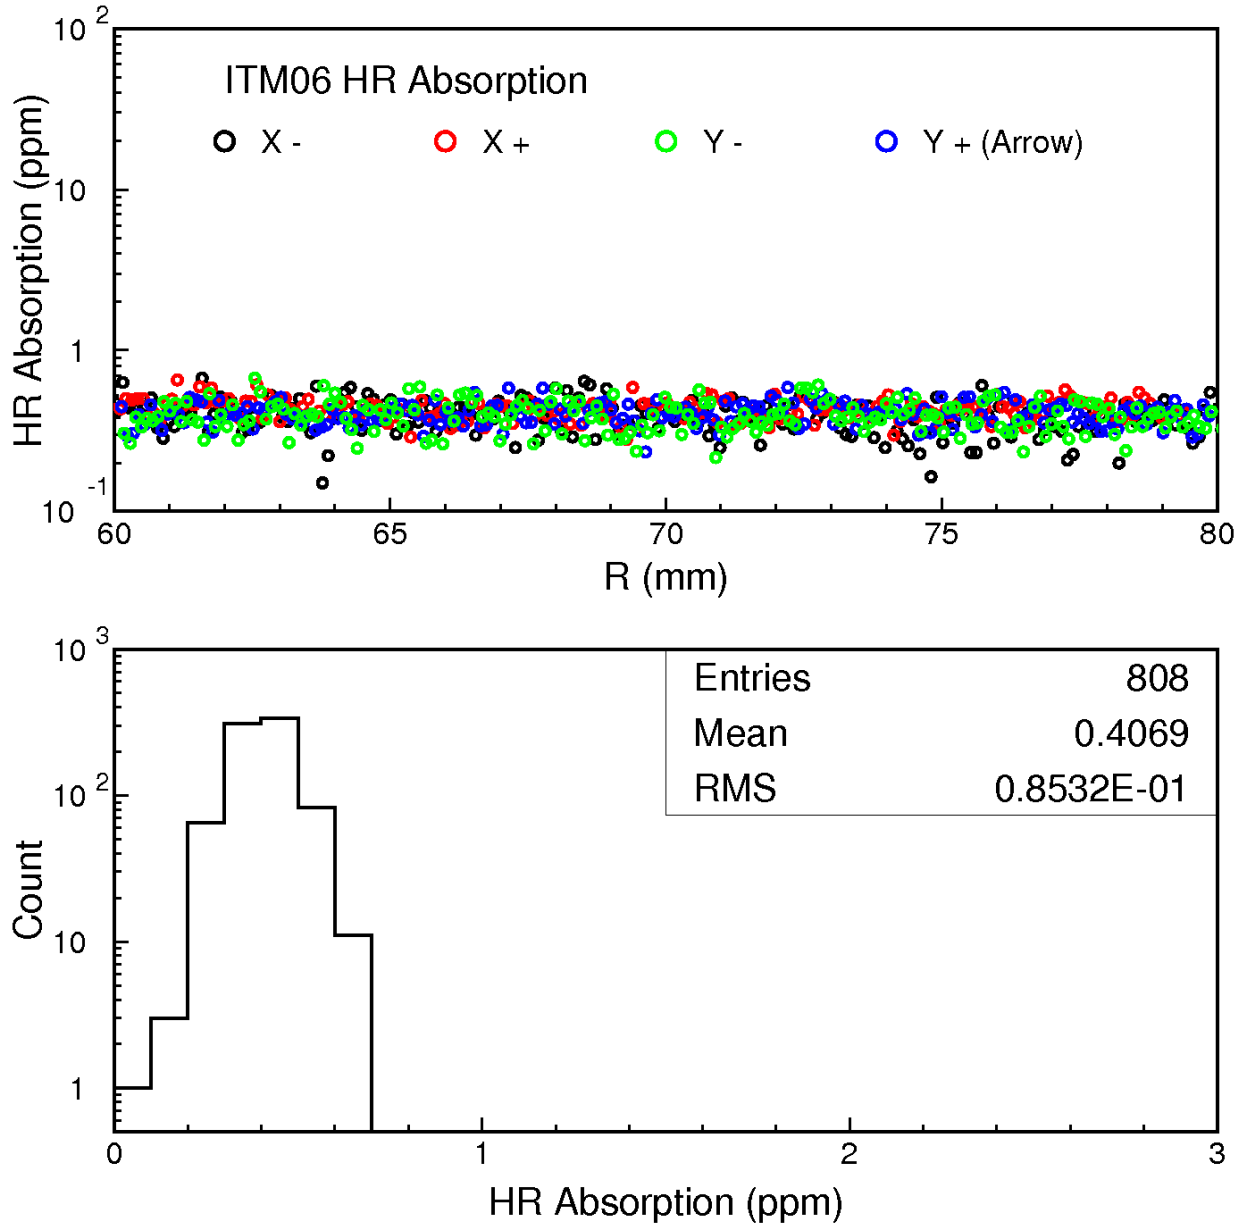 10 2
ITM06 HR Absorption
X - X + Y - Y + (Arrow)
10
1
10 -1
HR Absorption (ppm)
60 65 70 75 80
R (mm)
10 3
Entries 808
Mean 0.4069
RMS 0.8532E-01
10 2
10
1
Count
0 1 2 3
HR Absorption (ppm)